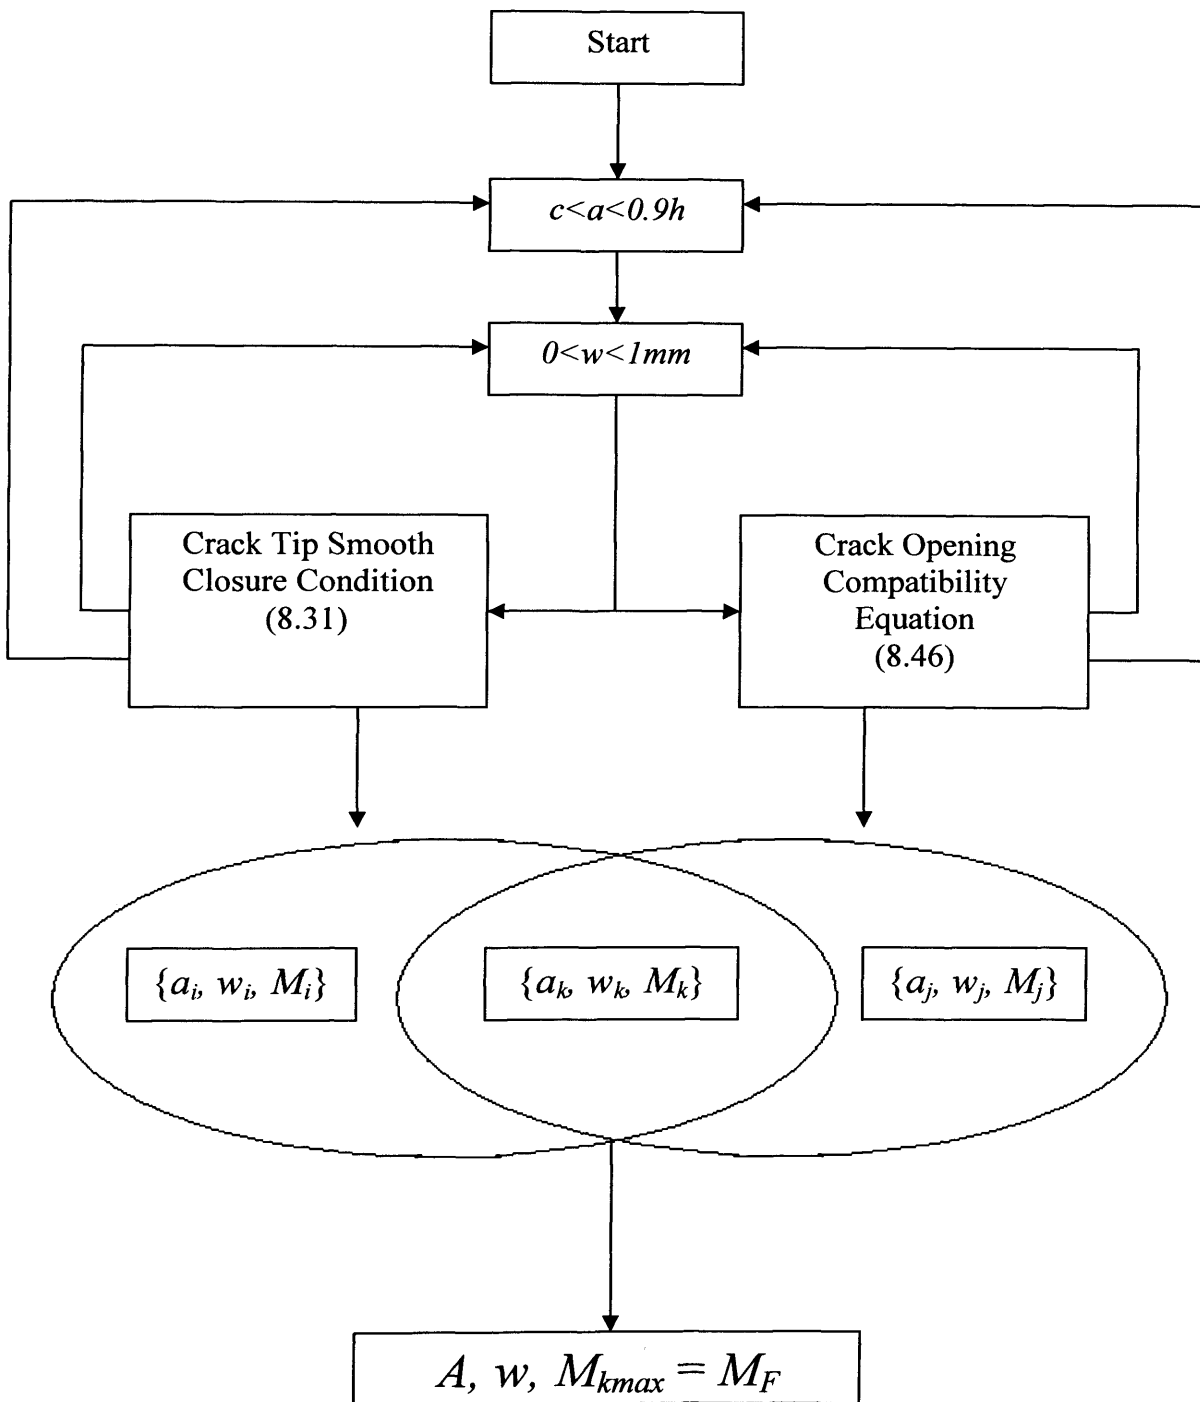 Start
c<a<0.9h
0<w<1mm
Crack Tip Smooth
Closure Condition
(8.31)
Crack Opening
Compatibility
Equation
(8.46)
{aᵢ, wᵢ, Mᵢ}
{aₖ, wₖ, Mₖ}
{aⱼ, wⱼ, Mⱼ}
A, w, Mₖₘₐₓ = M_F